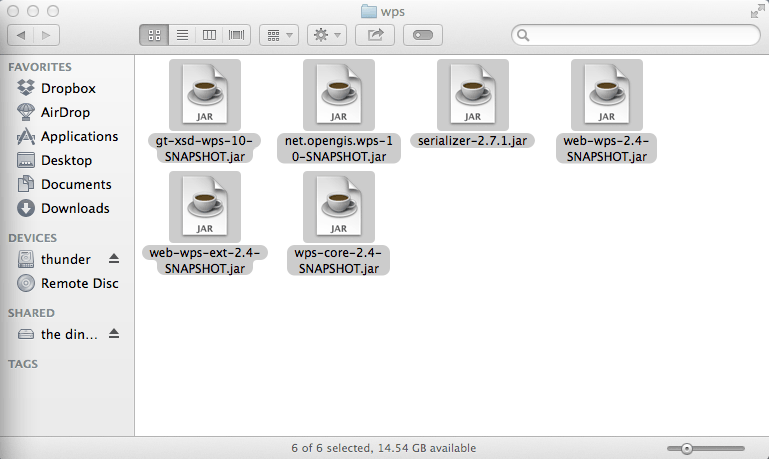 wps
FAVORITES
Dropbox
AirDrop
Applications
Desktop
Documents
Downloads
DEVICES
thunder
Remote Disc
SHARED
the din...
TAGS
JAR
JAR
JAR
JAR
gt-xsd-wps-10-
SNAPSHOT.jar
net.opengis.wps-1
0-SNAPSHOT.jar
serializer-2.7.1.jar
web-wps-2.4-
SNAPSHOT.jar
JAR
JAR
web-wps-ext-2.4-
SNAPSHOT.jar
wps-core-2.4-
SNAPSHOT.jar
6 of 6 selected, 14.54 GB available